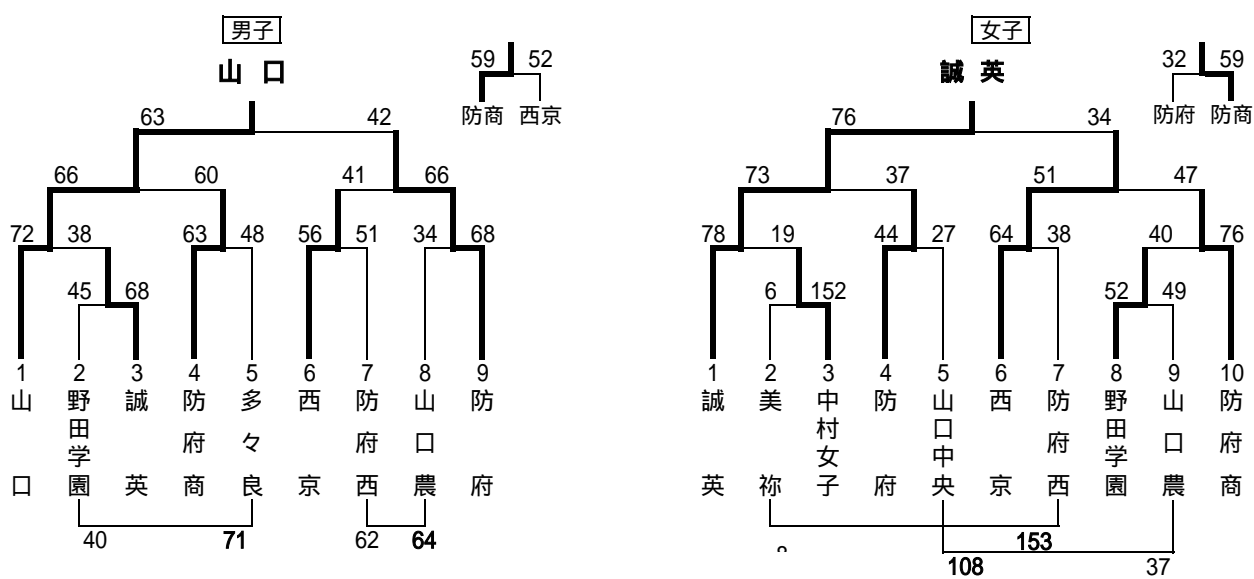 男子
山 口
59 52
防商 西京
63 42
66 60 41 66
72 38 63 48 56 51 34 68
45 68
1 2 3 4 5 6 7 8 9
山口
野田学園
誠英
防府商
多々良
西京
防府西
山口農
防府
40 71 62 64
女子
誠 英
32 59
防府 防商
76 34
73 37 51 47
78 19 44 27 64 38 40 76
6 152 52 49
1 2 3 4 5 6 7 8 9 10
誠英
美祢
中村女子
防府
山口中央
西京
防府西
野田学園
山口農
防府商
153
108 37